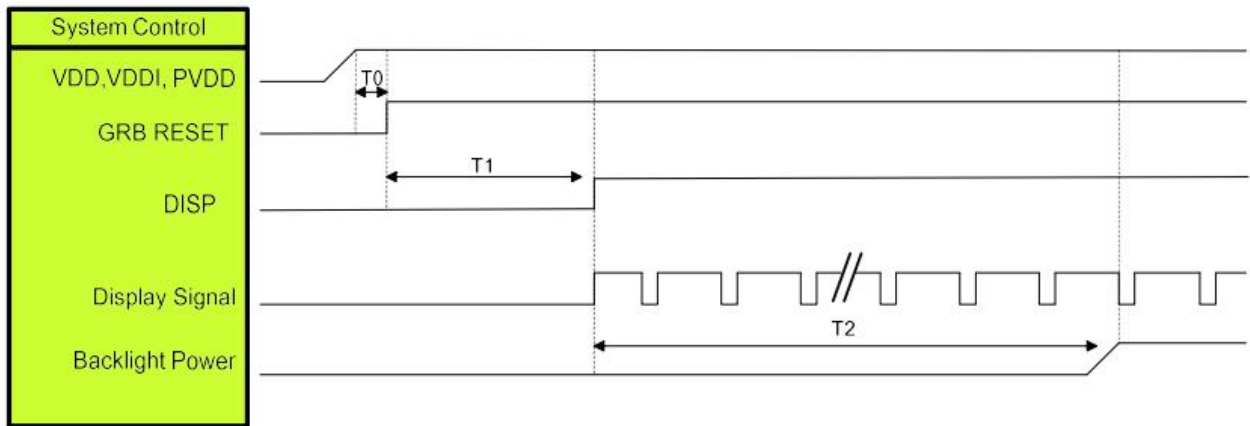 System Control
VDD,VDDI, PVDD
T0
GRB RESET
T1
DISP
Display Signal
T2
Backlight Power